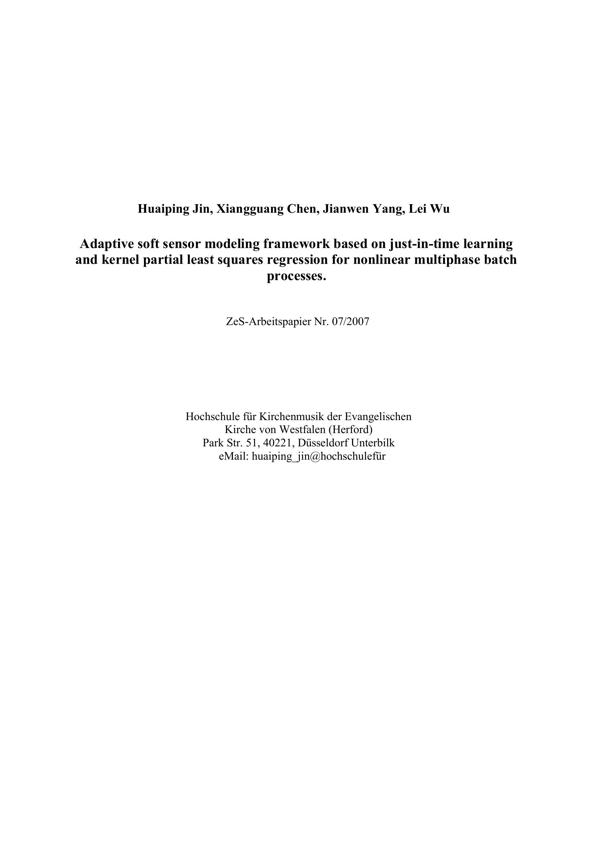 Huaiping Jin, Xiangguang Chen, Jianwen Yang, Lei Wu
Adaptive soft sensor modeling framework based on just-in-time learning
and kernel partial least squares regression for nonlinear multiphase batch
processes.
ZeS-Arbeitspapier Nr. 07/2007
Hochschule für Kirchenmusik der Evangelischen
Kirche von Westfalen (Herford)
Park Str. 51, 40221, Düsseldorf Unterbilk
eMail: huaiping_jin@hochschulefür